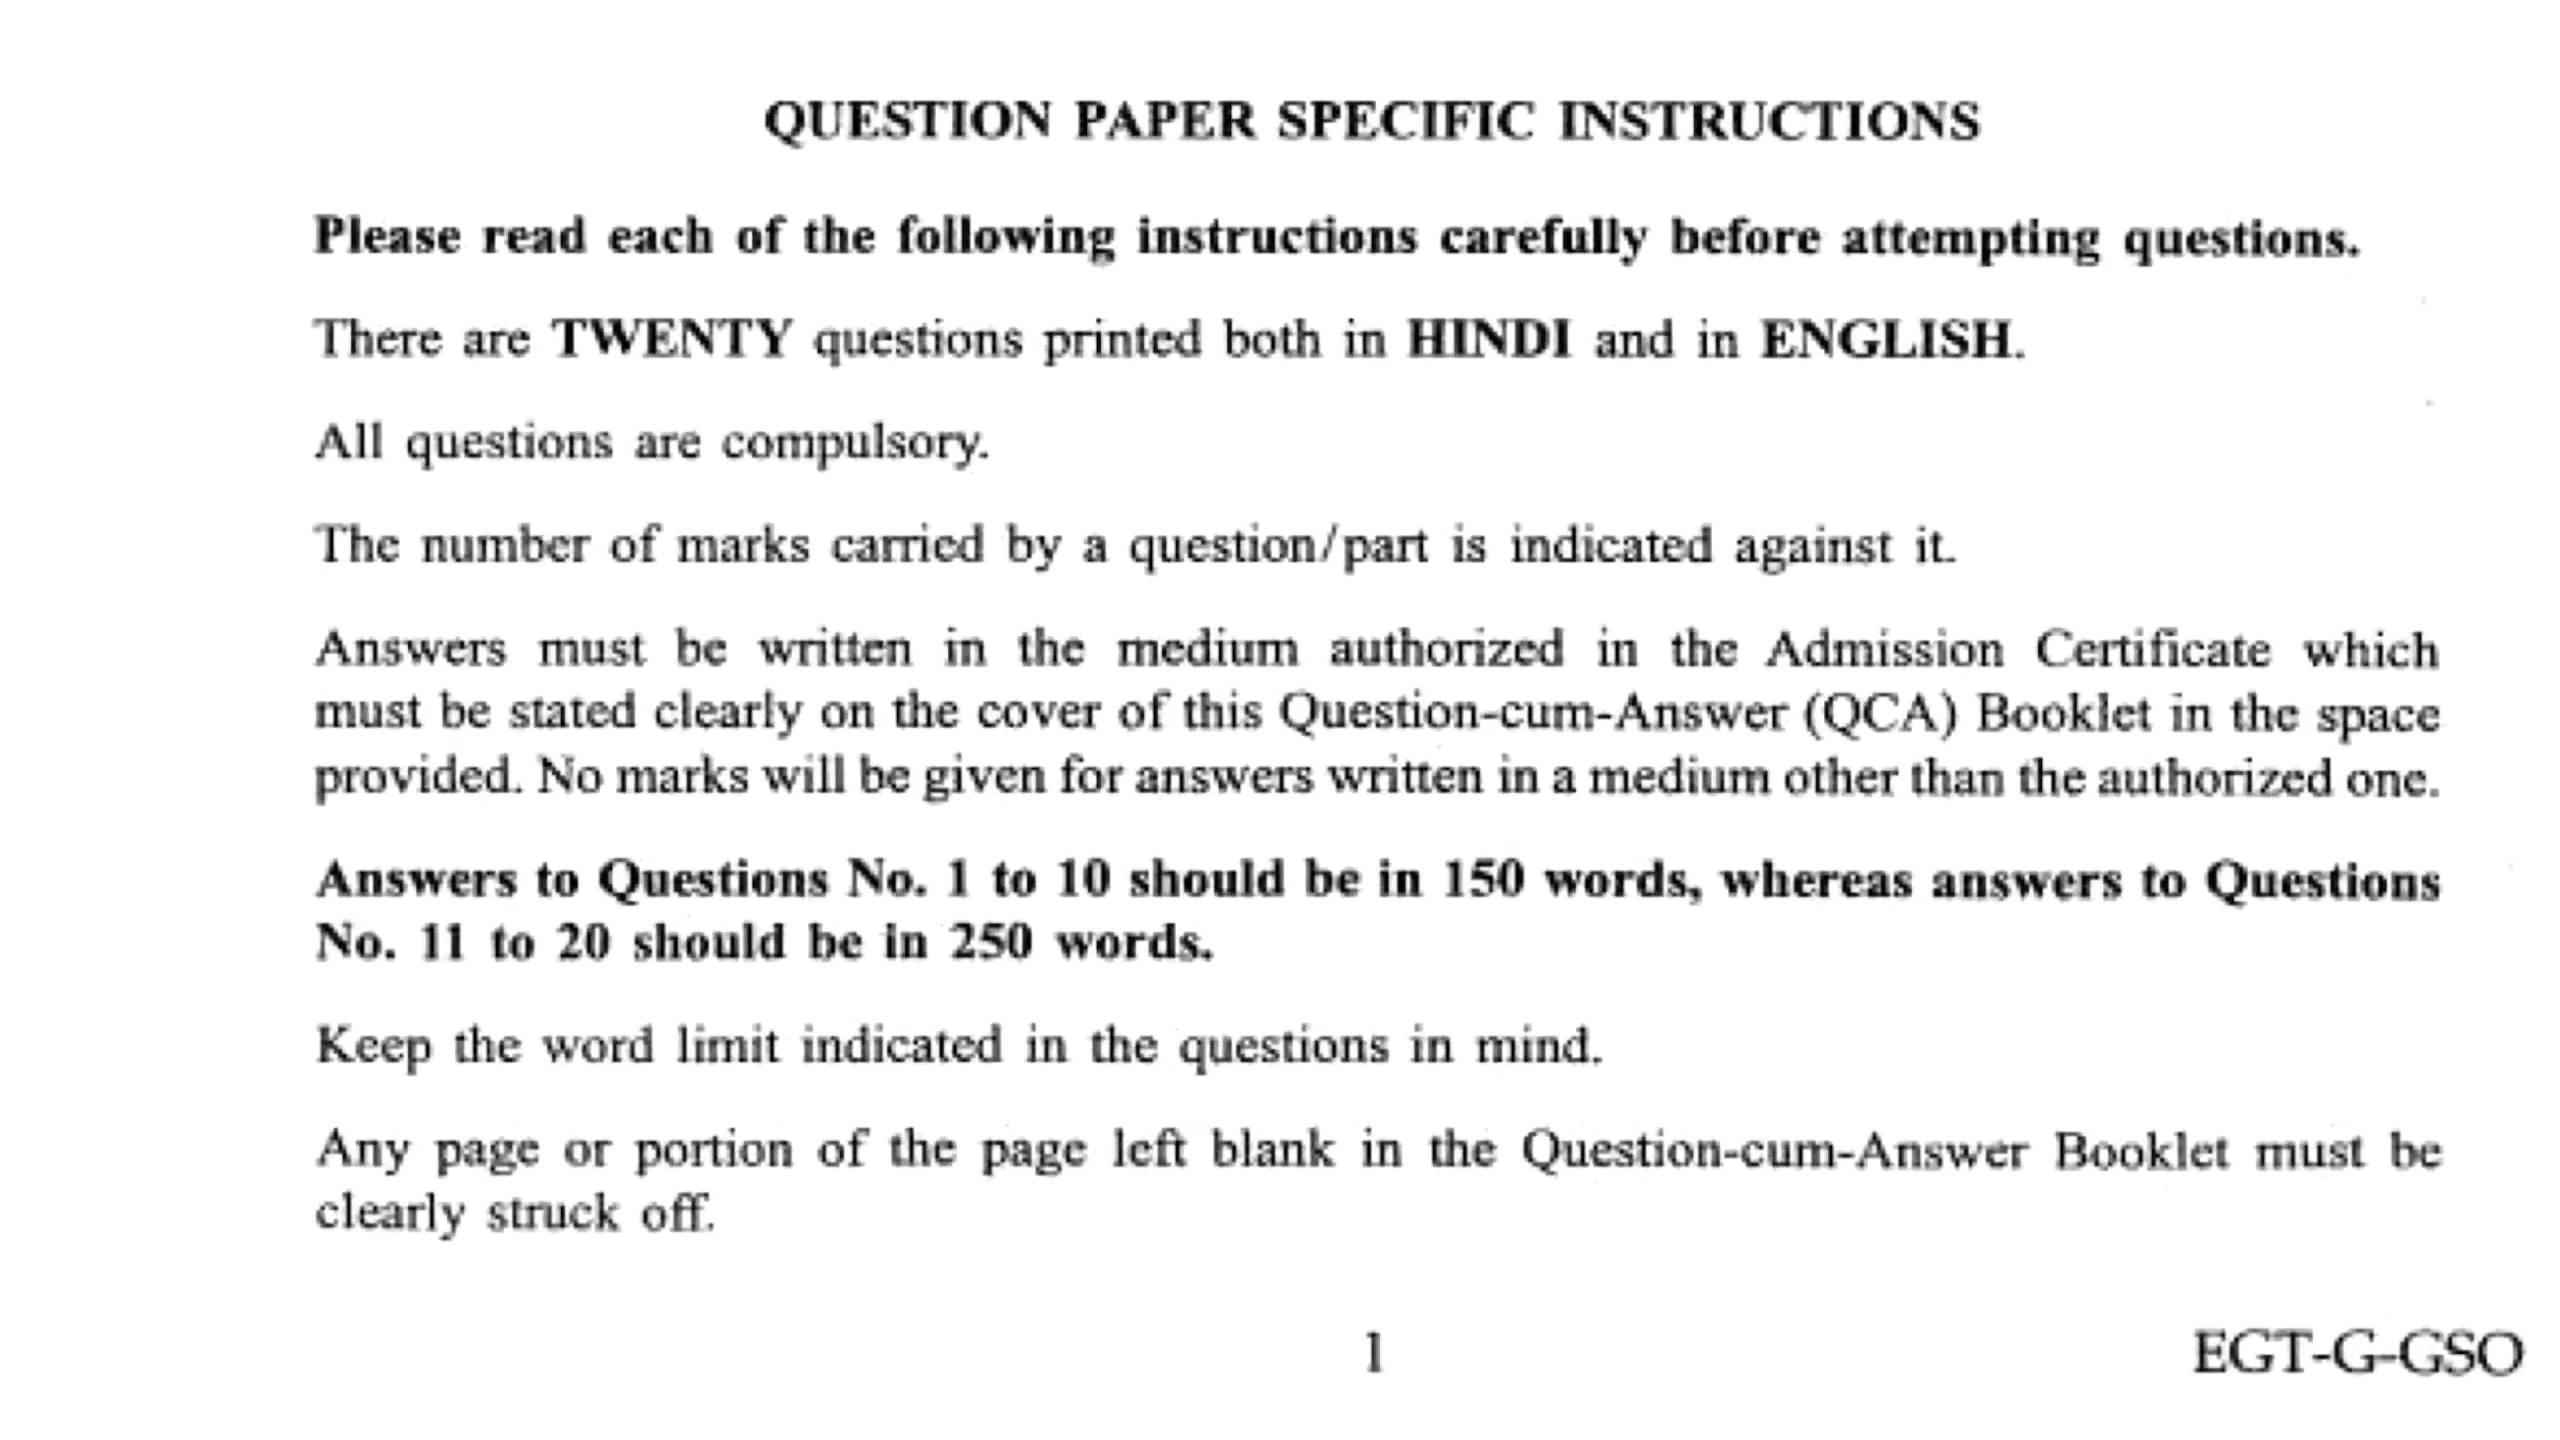 QUESTION PAPER SPECIFIC INSTRUCTIONS
Please read each of the following instructions carefully before attempting questions.
There are TWENTY questions printed both in HINDI and in ENGLISH.
All questions are compulsory.
The number of marks carried by a question/part is indicated against it.
Answers must be written in the medium authorized in the Admission Certificate which
must be stated clearly on the cover of this Question-cum-Answer (QCA) Booklet in the space
provided. No marks will be given for answers written in a medium other than the authorized one.
Answers to Questions No. 1 to 10 should be in 150 words, whereas answers to Questions
No. 11 to 20 should be in 250 words.
Keep the word limit indicated in the questions in mind.
Any page or portion of the page left blank in the Question-cum-Answer Booklet must be
clearly struck off.
1
EGT-G-GSO